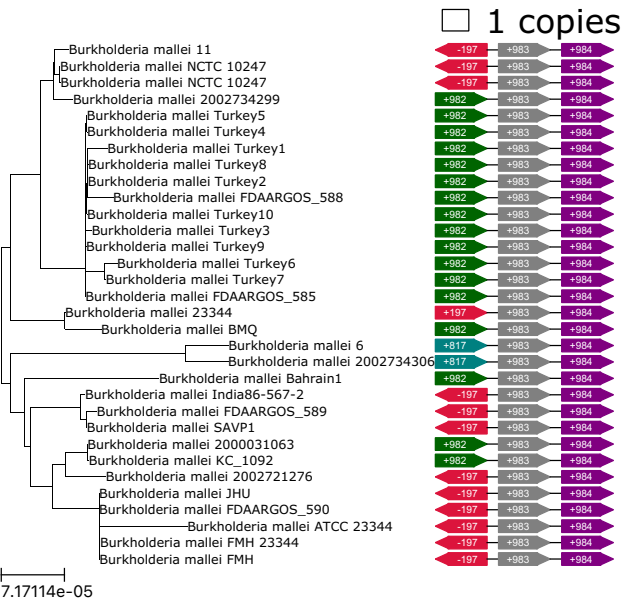 1 copies
Burkholderia mallei 11 -197 +983 +984
Burkholderia mallei NCTC 10247 -197 +983 +984
Burkholderia mallei NCTC 10247 -197 +983 +984
Burkholderia mallei 2002734299 +982 +983 +984
Burkholderia mallei Turkey5 +982 +983 +984
Burkholderia mallei Turkey4 +982 +983 +984
Burkholderia mallei Turkey1 +982 +983 +984
Burkholderia mallei Turkey8 +982 +983 +984
Burkholderia mallei Turkey2 +982 +983 +984
Burkholderia mallei FDAARGOS_588 +982 +983 +984
Burkholderia mallei Turkey10 +982 +983 +984
Burkholderia mallei Turkey3 +982 +983 +984
Burkholderia mallei Turkey9 +982 +983 +984
Burkholderia mallei Turkey6 +982 +983 +984
Burkholderia mallei Turkey7 +982 +983 +984
Burkholderia mallei FDAARGOS_585 +982 +983 +984
Burkholderia mallei 23344 +197 +983 +984
Burkholderia mallei BMQ +982 +983 +984
Burkholderia mallei 6 +817 +983 +984
Burkholderia mallei 2002734306 +817 +983 +984
Burkholderia mallei Bahrain1 +982 +983 +984
Burkholderia mallei India86-567-2 -197 +983 +984
Burkholderia mallei FDAARGOS_589 -197 +983 +984
Burkholderia mallei SAVP1 -197 +983 +984
Burkholderia mallei 2000031063 +982 +983 +984
Burkholderia mallei KC_1092 +982 +983 +984
Burkholderia mallei 2002721276 -197 +983 +984
Burkholderia mallei JHU -197 +983 +984
Burkholderia mallei FDAARGOS_590 -197 +983 +984
Burkholderia mallei ATCC 23344 -197 +983 +984
Burkholderia mallei FMH 23344 -197 +983 +984
Burkholderia mallei FMH -197 +983 +984
7.17114e-05